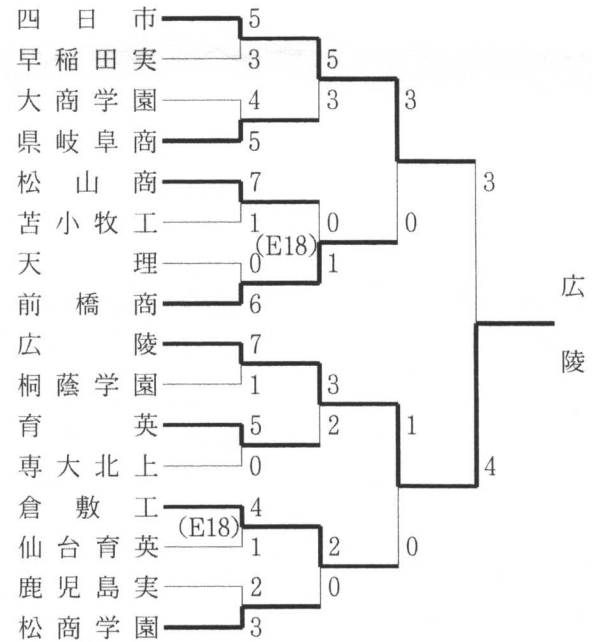 四日市 5
早稲田実 3
5
大商学園 4
3
3
県岐阜商 5
松山商 7
3
苫小牧工 1
0
0
(E18)
天理 0
1
前橋商 6
広
広陵 7
陵
桐蔭学園 1
3
育英 5
2
1
専大北上 0
4
倉敷工 4
(E18)
仙台育英 1
2
0
鹿児島実 2
0
松商学園 3